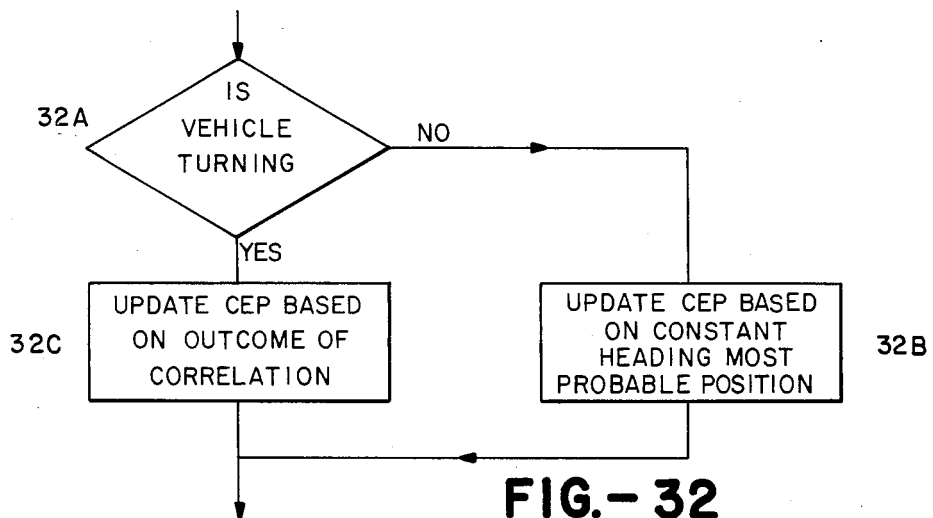 IS
VEHICLE
TURNING
32A
NO
YES
UPDATE CEP BASED
ON OUTCOME OF
CORRELATION
32C
UPDATE CEP BASED
ON CONSTANT
HEADING MOST
PROBABLE POSITION
32B
FIG.-32